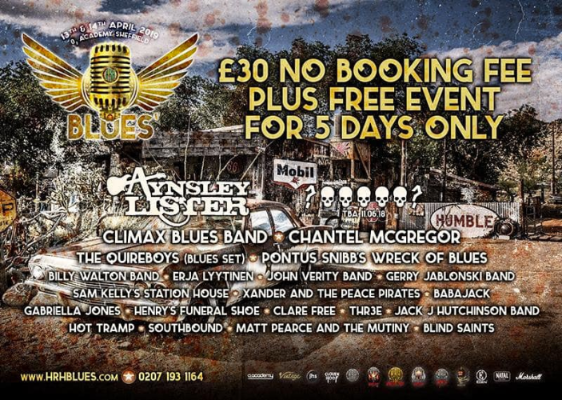 13TH & 14TH APRIL 2019
O2 ACADEMY, SHEFFIELD
HRH
BLUES
£30 NO BOOKING FEE
PLUS FREE EVENT
FOR 5 DAYS ONLY
Mobil
AYNSLEY
LISTER
? ?
TBA 11.06.18
HUMBLE
CLIMAX BLUES BAND • CHANTEL MCGREGOR
THE QUIREBOYS (BLUES SET) • PONTUS SNIBB'S WRECK OF BLUES
BILLY WALTON BAND • ERJA LYYTINEN • JOHN VERITY BAND • GERRY JABLONSKI BAND
SAM KELLY'S STATION HOUSE • XANDER AND THE PEACE PIRATES • BABAJACK
GABRIELLA JONES • HENRY'S FUNERAL SHOE • CLARE FREE • THR3E • JACK J HUTCHINSON BAND
HOT TRAMP • SOUTHBOUND • MATT PEARCE AND THE MUTINY • BLIND SAINTS
WWW.HRHBLUES.COM 0207 193 1164
o2 academy Vintage NATAL Marshall